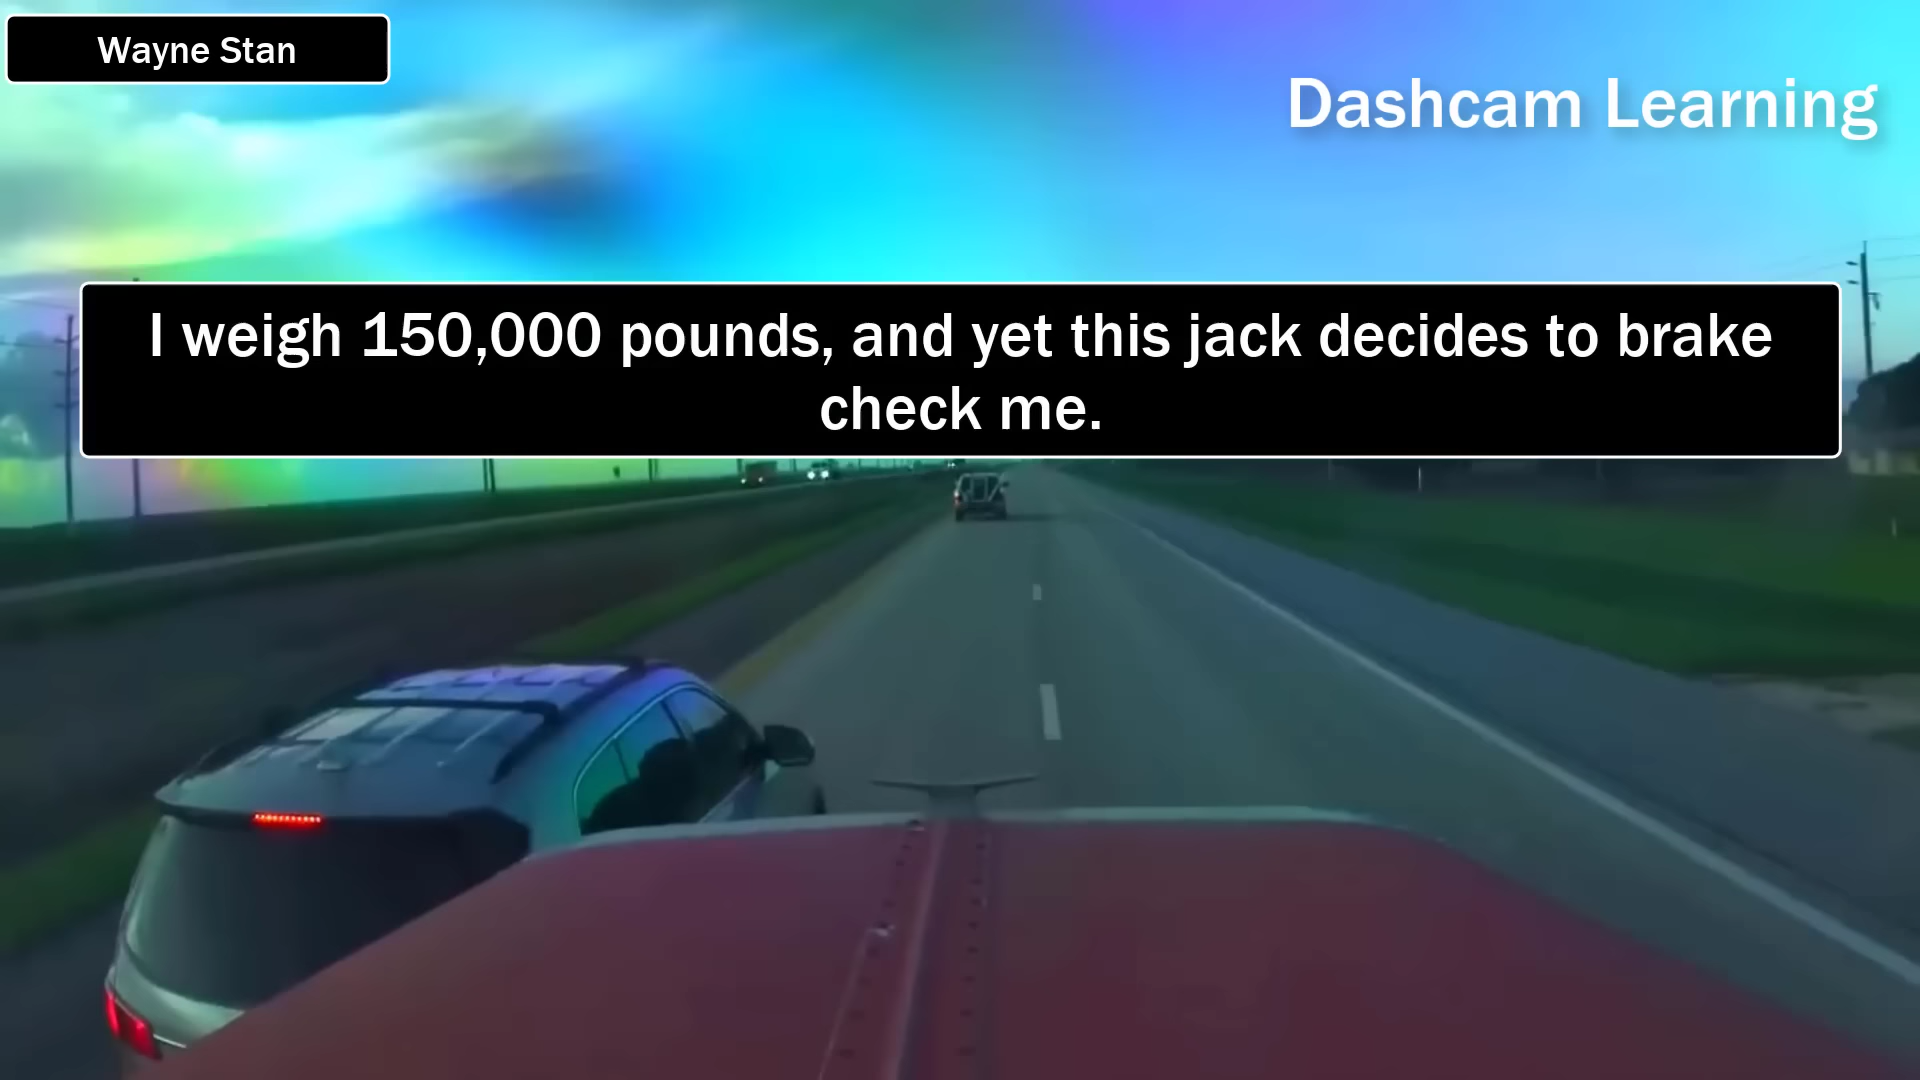 Wayne Stan
Dashcam Learning
I weigh 150,000 pounds, and yet this jack decides to brake
check me.